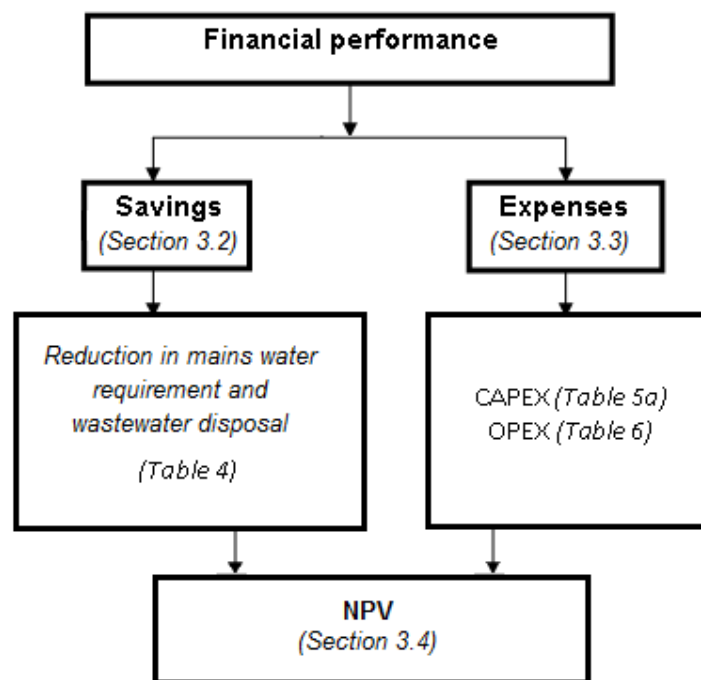 Financial performance
Savings
(Section 3.2)
Expenses
(Section 3.3)
Reduction in mains water
requirement and
wastewater disposal
(Table 4)
CAPEX (Table 5a)
OPEX (Table 6)
NPV
(Section 3.4)